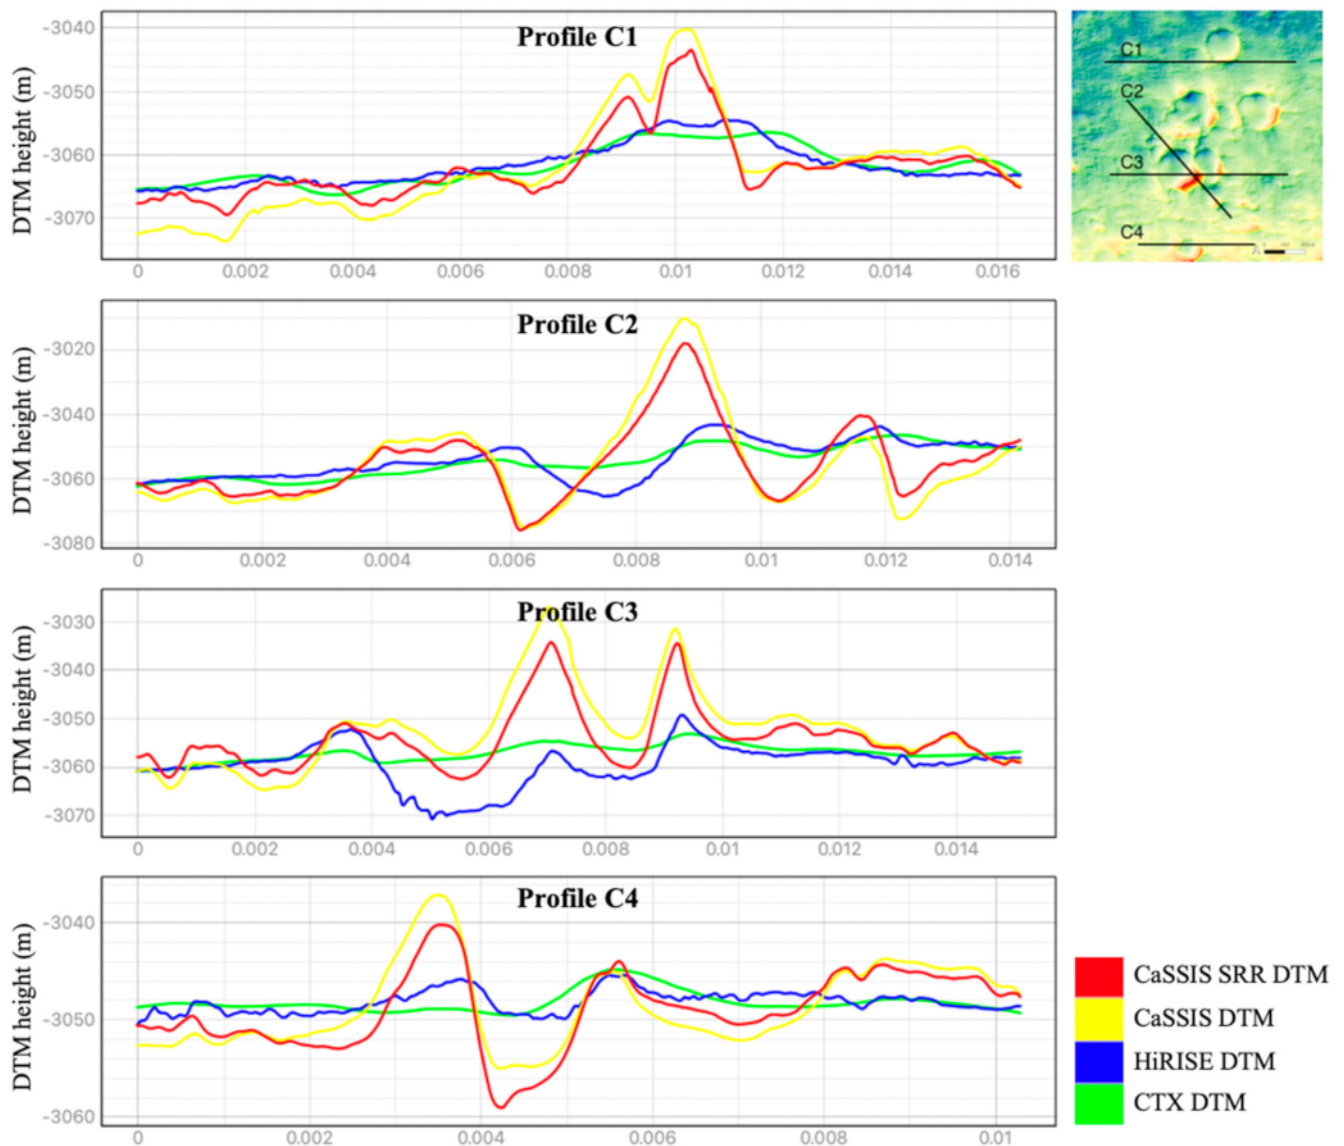 Profile C1
DTM height (m)
-3040
-3050
-3060
-3070
0 0.002 0.004 0.006 0.008 0.01 0.012 0.014 0.016
C1
C2
C3
C4
Profile C2
DTM height (m)
-3020
-3040
-3060
-3080
0 0.002 0.004 0.006 0.008 0.01 0.012 0.014
Profile C3
DTM height (m)
-3030
-3040
-3050
-3060
-3070
0 0.002 0.004 0.006 0.008 0.01 0.012 0.014
Profile C4
DTM height (m)
-3040
-3050
-3060
0 0.002 0.004 0.006 0.008 0.01
CaSSIS SRR DTM
CaSSIS DTM
HiRISE DTM
CTX DTM